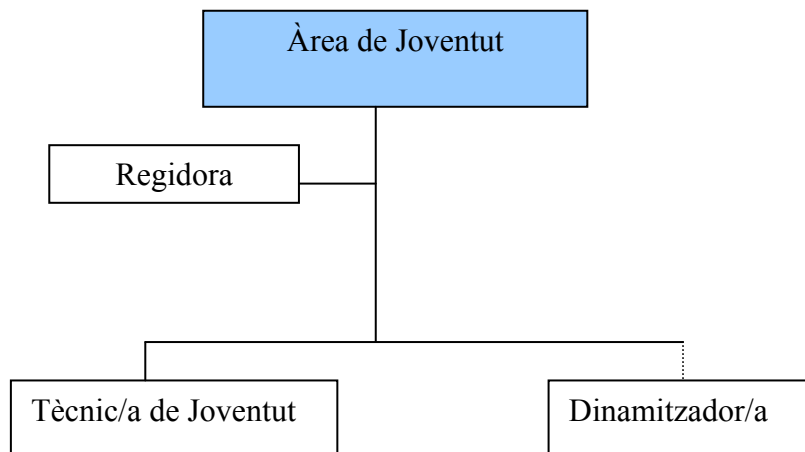 Àrea de Joventut
Regidora
Tècnic/a de Joventut
Dinamitzador/a